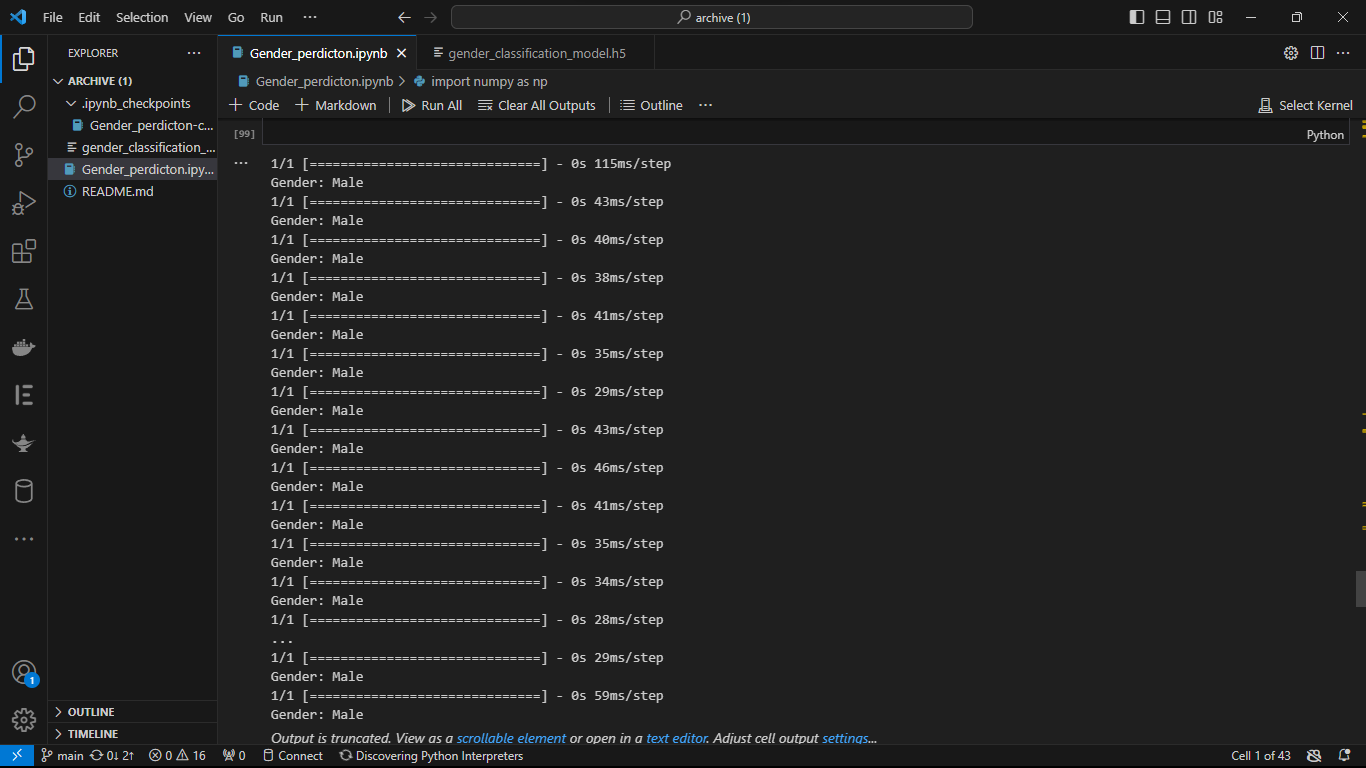 File Edit Selection View Go Run ··· archive (1)
EXPLORER ···
ARCHIVE (1)
.ipynb_checkpoints
Gender_perdicton-c...
gender_classification_...
Gender_perdicton.ipy...
README.md
OUTLINE
TIMELINE
Gender_perdicton.ipynb gender_classification_model.h5
Gender_perdicton.ipynb > import numpy as np
+ Code + Markdown Run All Clear All Outputs Outline ··· Select Kernel
[99] Python
1/1 [==============================] - 0s 115ms/step
Gender: Male
1/1 [==============================] - 0s 43ms/step
Gender: Male
1/1 [==============================] - 0s 40ms/step
Gender: Male
1/1 [==============================] - 0s 38ms/step
Gender: Male
1/1 [==============================] - 0s 41ms/step
Gender: Male
1/1 [==============================] - 0s 35ms/step
Gender: Male
1/1 [==============================] - 0s 29ms/step
Gender: Male
1/1 [==============================] - 0s 43ms/step
Gender: Male
1/1 [==============================] - 0s 46ms/step
Gender: Male
1/1 [==============================] - 0s 41ms/step
Gender: Male
1/1 [==============================] - 0s 35ms/step
Gender: Male
1/1 [==============================] - 0s 34ms/step
Gender: Male
1/1 [==============================] - 0s 28ms/step
...
1/1 [==============================] - 0s 29ms/step
Gender: Male
1/1 [==============================] - 0s 59ms/step
Gender: Male
Output is truncated. View as a scrollable element or open in a text editor. Adjust cell output settings...
1
main 0↓ 2↑ 0 16 0 Connect Discovering Python Interpreters Cell 1 of 43